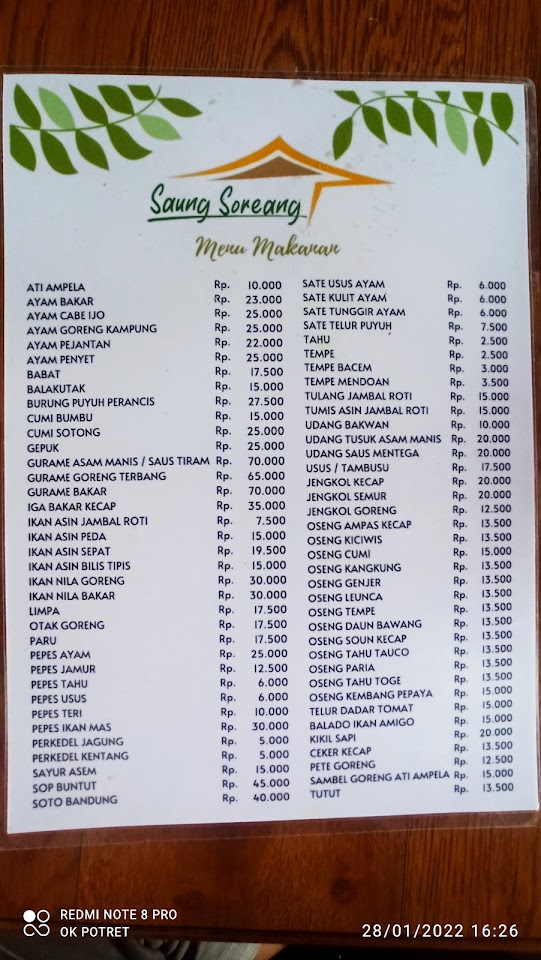 Saung Soreang
Menu Makanan
ATI AMPELA Rp. 10.000
AYAM BAKAR Rp. 23.000
AYAM CABE IJO Rp. 25.000
AYAM GORENG KAMPUNG Rp. 25.000
AYAM PEJANTAN Rp. 22.000
AYAM PENYET Rp. 25.000
BABAT Rp. 17.500
BALAKUTAK Rp. 15.000
BURUNG PUYUH PERANCIS Rp. 27.500
CUMI BUMBU Rp. 15.000
CUMI SOTONG Rp. 25.000
GEPUK Rp. 25.000
GURAME ASAM MANIS / SAUS TIRAM Rp. 70.000
GURAME GORENG TERBANG Rp. 65.000
GURAME BAKAR Rp. 70.000
IGA BAKAR KECAP Rp. 35.000
IKAN ASIN JAMBAL ROTI Rp. 7.500
IKAN ASIN PEDA Rp. 15.000
IKAN ASIN SEPAT Rp. 19.500
IKAN ASIN BILIS TIPIS Rp. 15.000
IKAN NILA GORENG Rp. 30.000
IKAN NILA BAKAR Rp. 30.000
LIMPA Rp. 17.500
OTAK GORENG Rp. 17.500
PARU Rp. 17.500
PEPES AYAM Rp. 25.000
PEPES JAMUR Rp. 12.500
PEPES TAHU Rp. 6.000
PEPES USUS Rp. 6.000
PEPES TERI Rp. 10.000
PEPES IKAN MAS Rp. 30.000
PERKEDEL JAGUNG Rp. 5.000
PERKEDEL KENTANG Rp. 5.000
SAYUR ASEM Rp. 15.000
SOP BUNTUT Rp. 45.000
SOTO BANDUNG Rp. 40.000
SATE USUS AYAM Rp. 6.000
SATE KULIT AYAM Rp. 6.000
SATE TUNGGIR AYAM Rp. 6.000
SATE TELUR PUYUH Rp. 7.500
TAHU Rp. 2.500
TEMPE Rp. 2.500
TEMPE BACEM Rp. 3.000
TEMPE MENDOAN Rp. 3.500
TULANG JAMBAL ROTI Rp. 15.000
TUMIS ASIN JAMBAL ROTI Rp. 15.000
UDANG BAKWAN Rp. 10.000
UDANG TUSUK ASAM MANIS Rp. 20.000
UDANG SAUS MENTEGA Rp. 20.000
USUS / TAMBUSU Rp. 17.500
JENGKOL KECAP Rp. 20.000
JENGKOL SEMUR Rp. 20.000
JENGKOL GORENG Rp. 12.500
OSENG AMPAS KECAP Rp. 13.500
OSENG KICIWIS Rp. 13.500
OSENG CUMI Rp. 15.000
OSENG KANGKUNG Rp. 13.500
OSENG GENJER Rp. 13.500
OSENG LEUNCA Rp. 13.500
OSENG TEMPE Rp. 13.500
OSENG DAUN BAWANG Rp. 13.500
OSENG SOUN KECAP Rp. 13.500
OSENG TAHU TAUCO Rp. 13.500
OSENG PARIA Rp. 13.500
OSENG TAHU TOGE Rp. 13.500
OSENG KEMBANG PEPAYA Rp. 15.000
TELUR DADAR TOMAT Rp. 15.000
BALADO IKAN AMIGO Rp. 15.000
KIKIL SAPI Rp. 20.000
CEKER KECAP Rp. 13.500
PETE GORENG Rp. 12.500
SAMBEL GORENG ATI AMPELA Rp. 15.000
TUTUT Rp. 13.500
REDMI NOTE 8 PRO
OK POTRET
28/01/2022 16:26